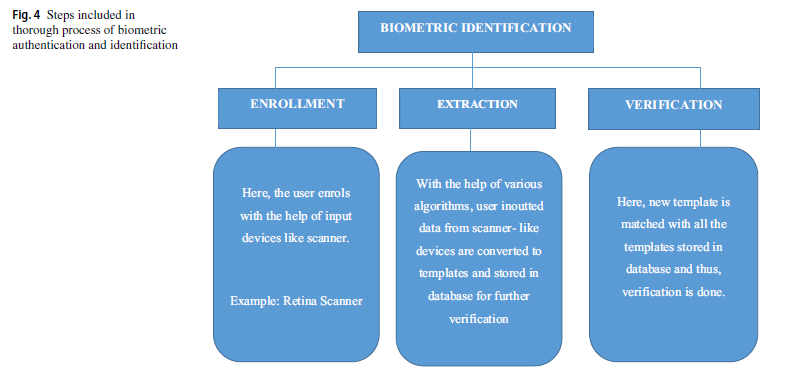 Fig. 4 Steps included in
thorough process of biometric
authentication and identification
BIOMETRIC IDENTIFICATION
ENROLLMENT
EXTRACTION
VERIFICATION
Here, the user enrols
with the help of input
devices like scanner.
Example: Retina Scanner
With the help of various
algorithms, user inoutted
data from scanner- like
devices are converted to
templates and stored in
database for further
verification
Here, new template is
matched with all the
templates stored in
database and thus,
verification is done.